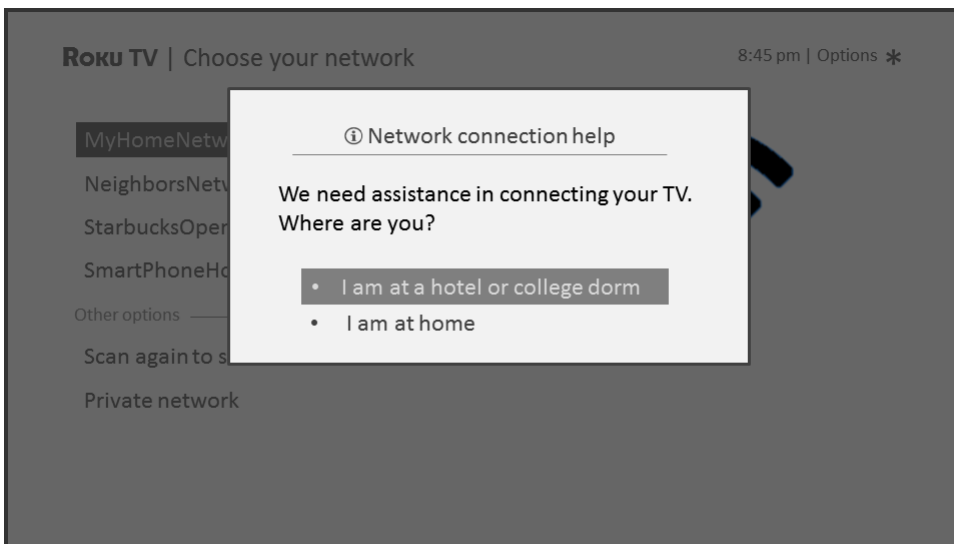 Roku TV | Choose your network
8:45 pm | Options ✱
MyHomeNetw
NeighborsNetw
StarbucksOper
SmartPhoneHo
Other options
Scan again to s
Private network
ⓘ Network connection help
We need assistance in connecting your TV.
Where are you?
• I am at a hotel or college dorm
• I am at home